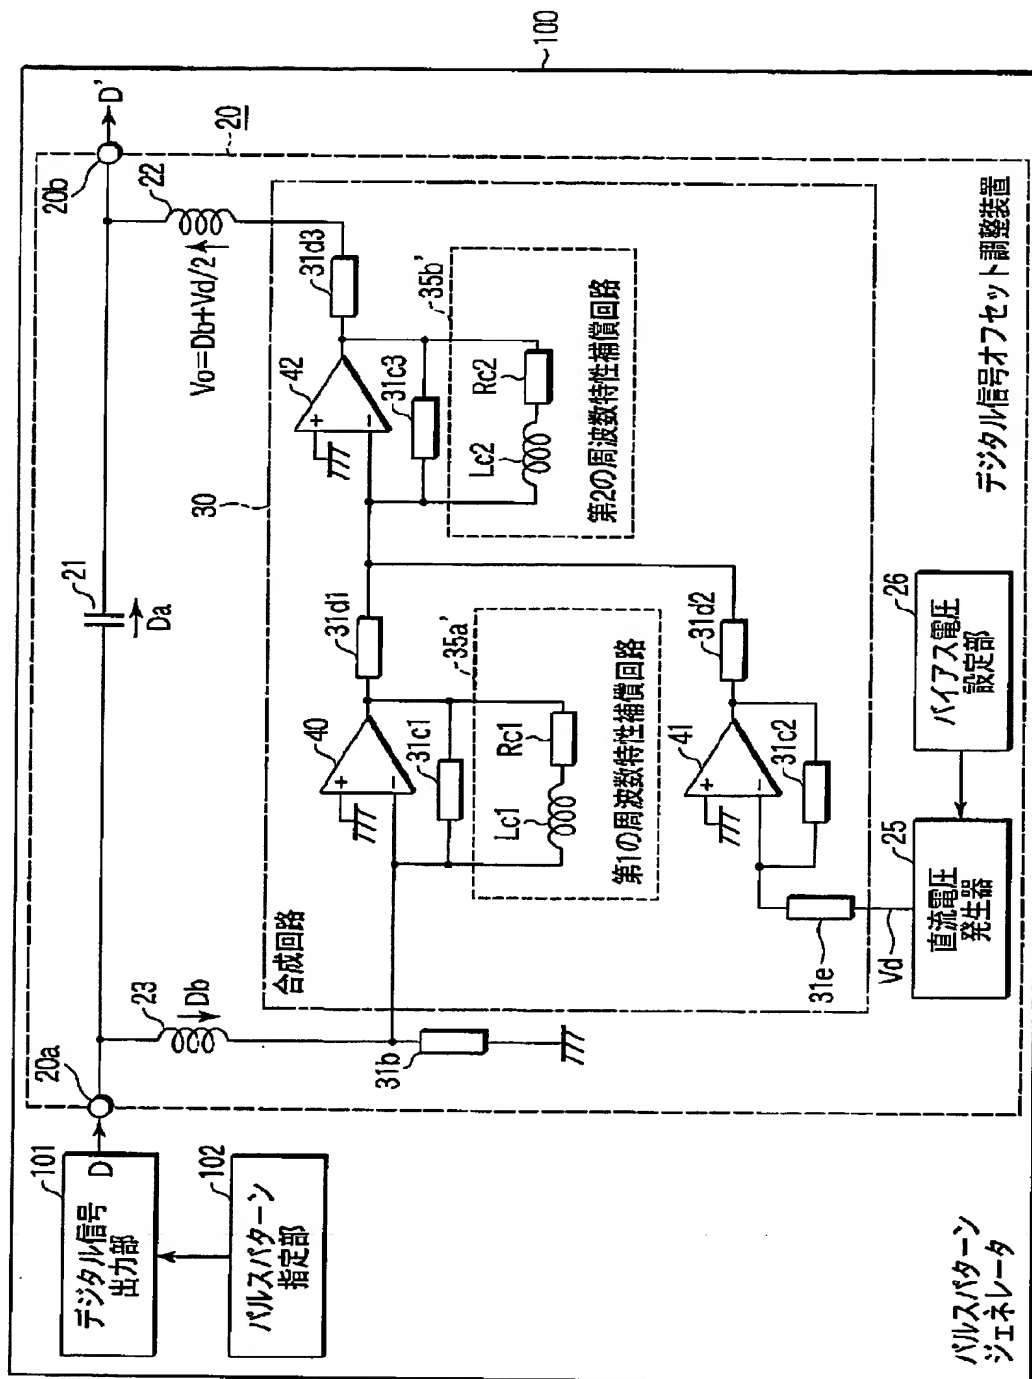 100
D'
20b
20
22
Vo=Db+Vd/2
デジタル信号オフセット調整装置
21
Da
30
合成回路
42
+
−
31d3
31c3
35b'
Rc2
Lc2
第2の周波数特性補償回路
40
+
−
31d1
31c1
35a'
Rc1
Lc1
第1の周波数特性補償回路
41
+
−
31d2
31c2
31e
Vd
26
バイアス電圧
設定部
25
直流電圧
発生器
23
Db
31b
20a
101
D
デジタル信号
出力部
102
パルスパターン
指定部
パルスパターン
ジェネレータ